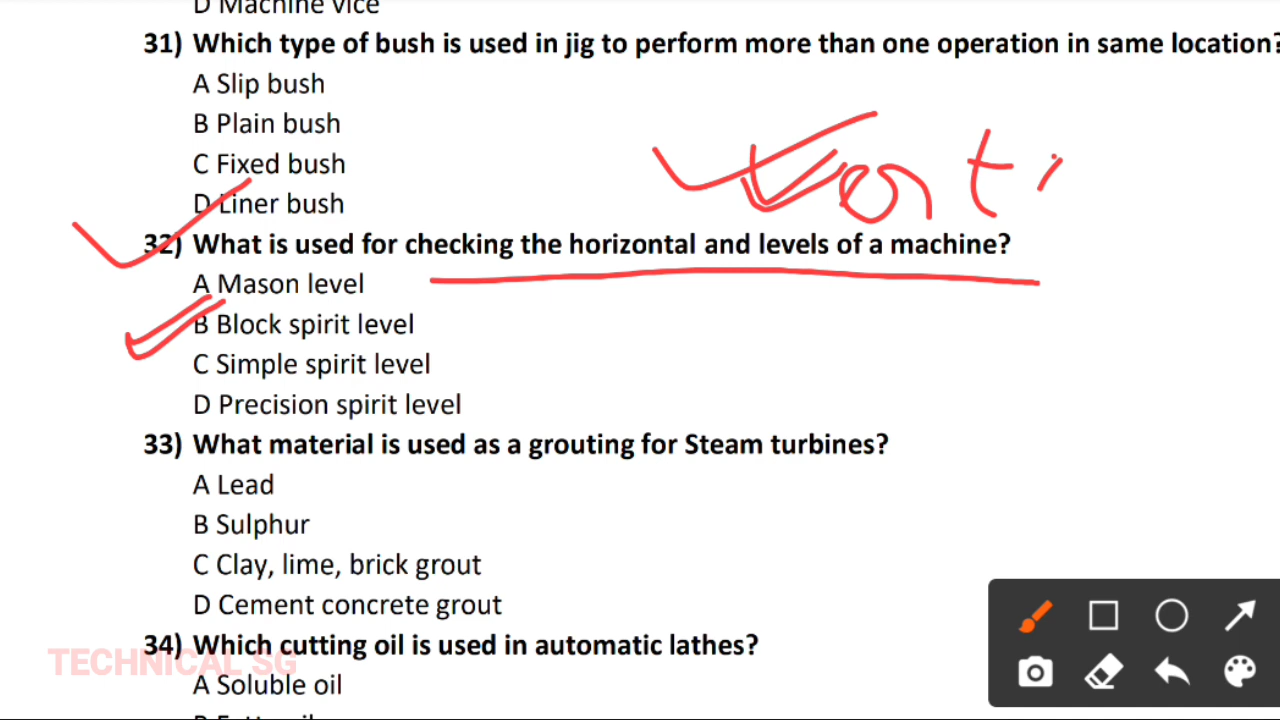 D Machine vice
31) Which type of bush is used in jig to perform more than one operation in same location?
A Slip bush
B Plain bush
C Fixed bush
D Liner bush
32) What is used for checking the horizontal and levels of a machine?
A Mason level
B Block spirit level
C Simple spirit level
D Precision spirit level
33) What material is used as a grouting for Steam turbines?
A Lead
B Sulphur
C Clay, lime, brick grout
D Cement concrete grout
34) Which cutting oil is used in automatic lathes?
TECHNICAL SG
A Soluble oil